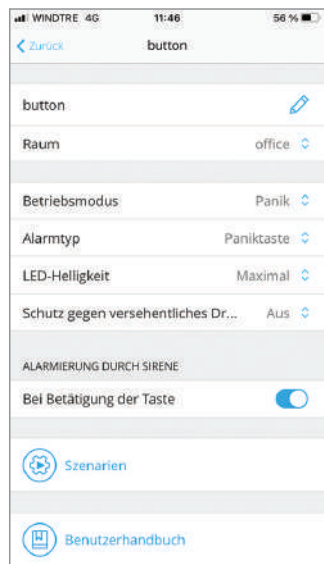 WINDTRE 4G 11:46 56 %
Zurück button
button
Raum office
Betriebsmodus Panik
Alarmtyp Paniktaste
LED-Helligkeit Maximal
Schutz gegen versehentliches Dr... Aus
ALARMIERUNG DURCH SIRENE
Bei Betätigung der Taste
Szenarien
Benutzerhandbuch